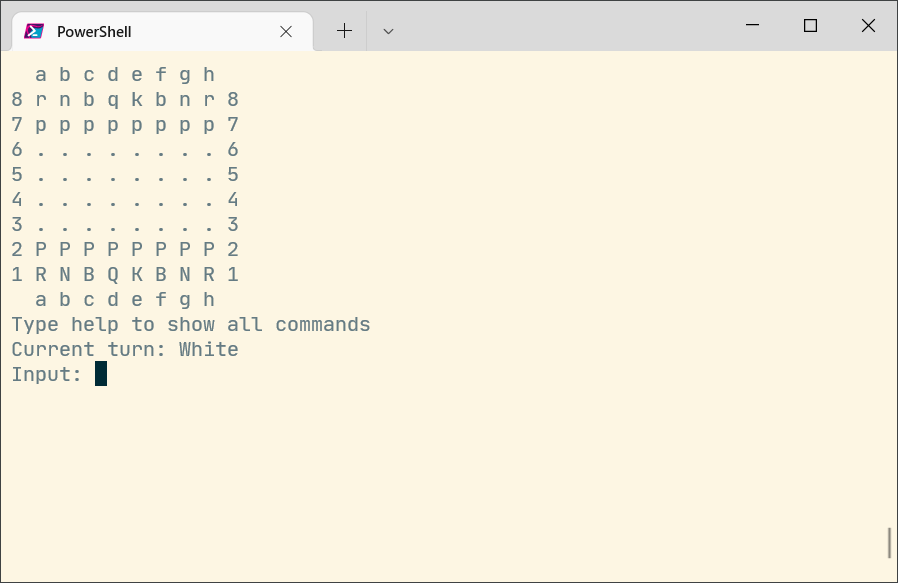 PowerShell
a b c d e f g h
8 r n b q k b n r 8
7 p p p p p p p p 7
6 . . . . . . . . 6
5 . . . . . . . . 5
4 . . . . . . . . 4
3 . . . . . . . . 3
2 P P P P P P P P 2
1 R N B Q K B N R 1
a b c d e f g h
Type help to show all commands
Current turn: White
Input: